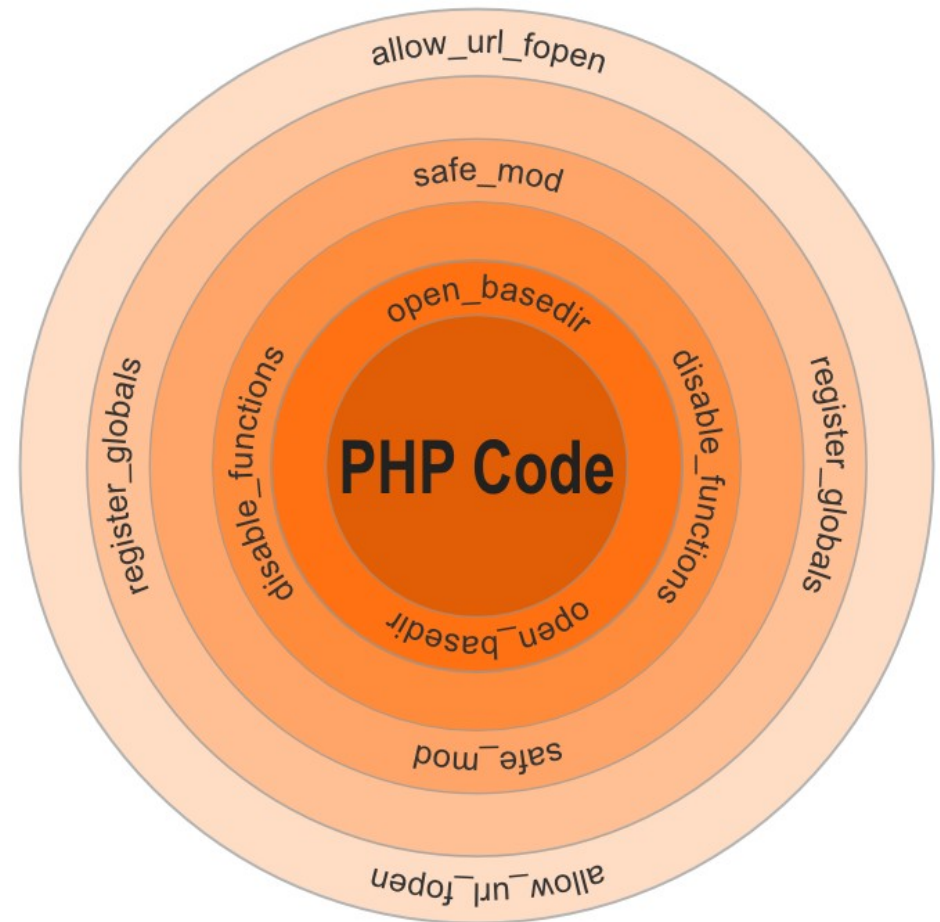 allow_url_fopen
safe_mod
open_basedir
register_globals
disable_functions
PHP Code
disable_functions
register_globals
open_basedir
safe_mod
allow_url_fopen